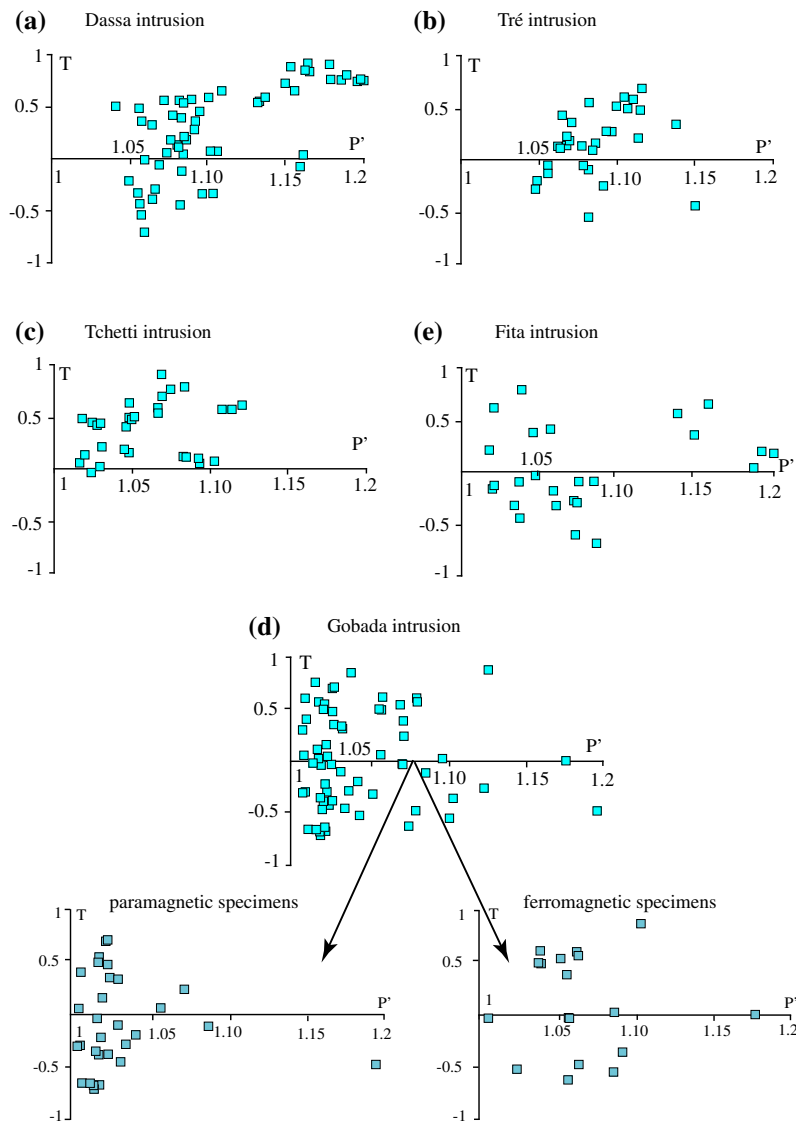 (a) Dassa intrusion
1 T
0.5
1.05 P'
1 1.10 1.15 1.2
-0.5
-1
(b) Tré intrusion
1 T
0.5
1.05 P'
1 1.10 1.15 1.2
-0.5
-1
(c) Tchetti intrusion
1 T
0.5
P'
1 1.05 1.10 1.15 1.2
-0.5
-1
(e) Fita intrusion
1 T
0.5
1.05 P'
1 1.10 1.15 1.2
-0.5
-1
(d) Gobada intrusion
1 T
0.5
1.05 P'
1 1.10 1.15 1.2
-0.5
-1
paramagnetic specimens
1 T
0.5
P'
1 1.05 1.10 1.15 1.2
-0.5
-1
ferromagnetic specimens
1 T
0.5
1 P'
1.05 1.10 1.15 1.2
-0.5
-1